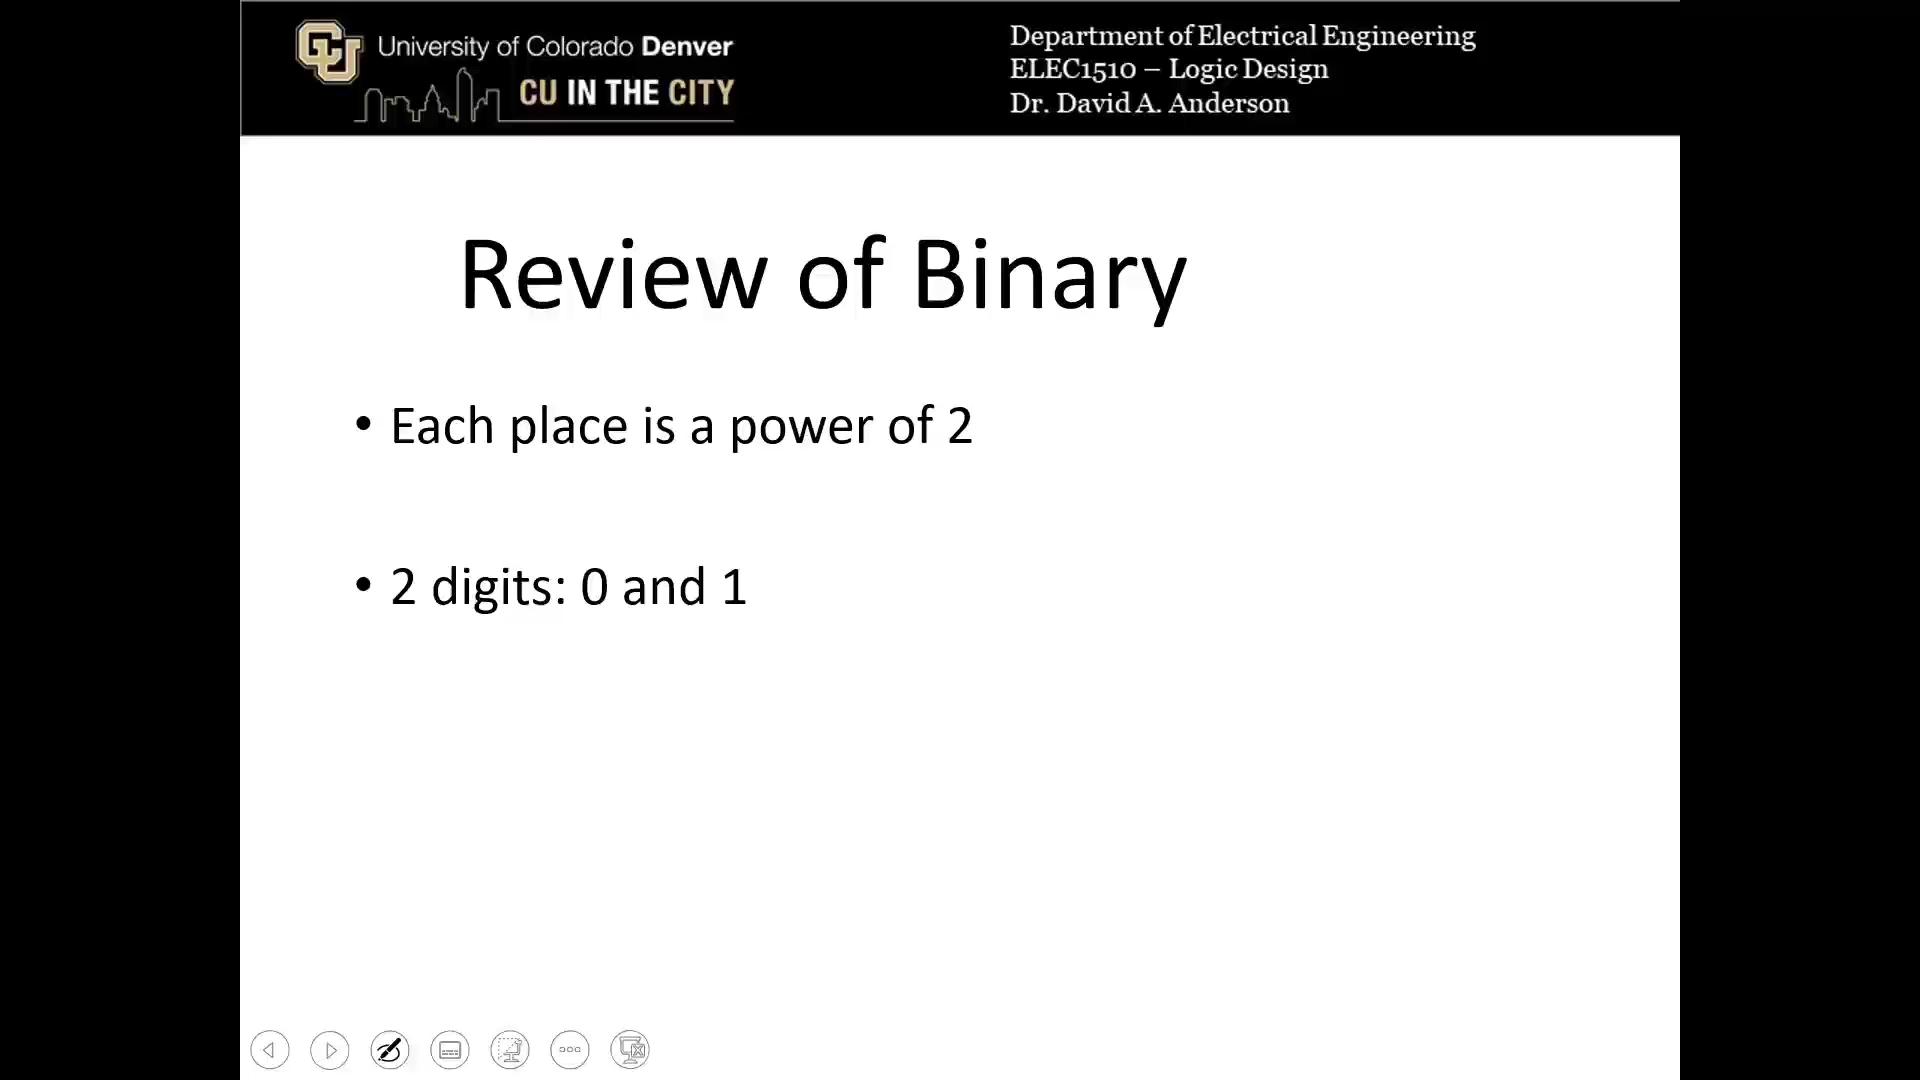 University of Colorado Denver
CU IN THE CITY
Department of Electrical Engineering
ELEC1510 – Logic Design
Dr. David A. Anderson
Review of Binary
• Each place is a power of 2
• 2 digits: 0 and 1